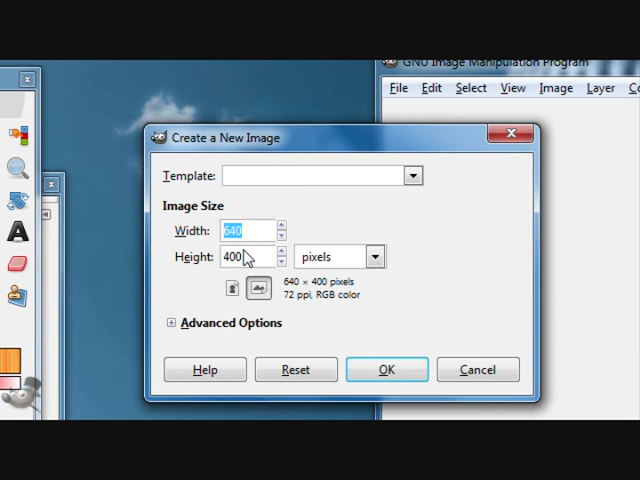 GNU Image Manipulation Program
File Edit Select View Image Layer
Create a New Image
Template:
Image Size
Width: 640
Height: 400 pixels
640 × 400 pixels
72 ppi, RGB color
Advanced Options
Help Reset OK Cancel